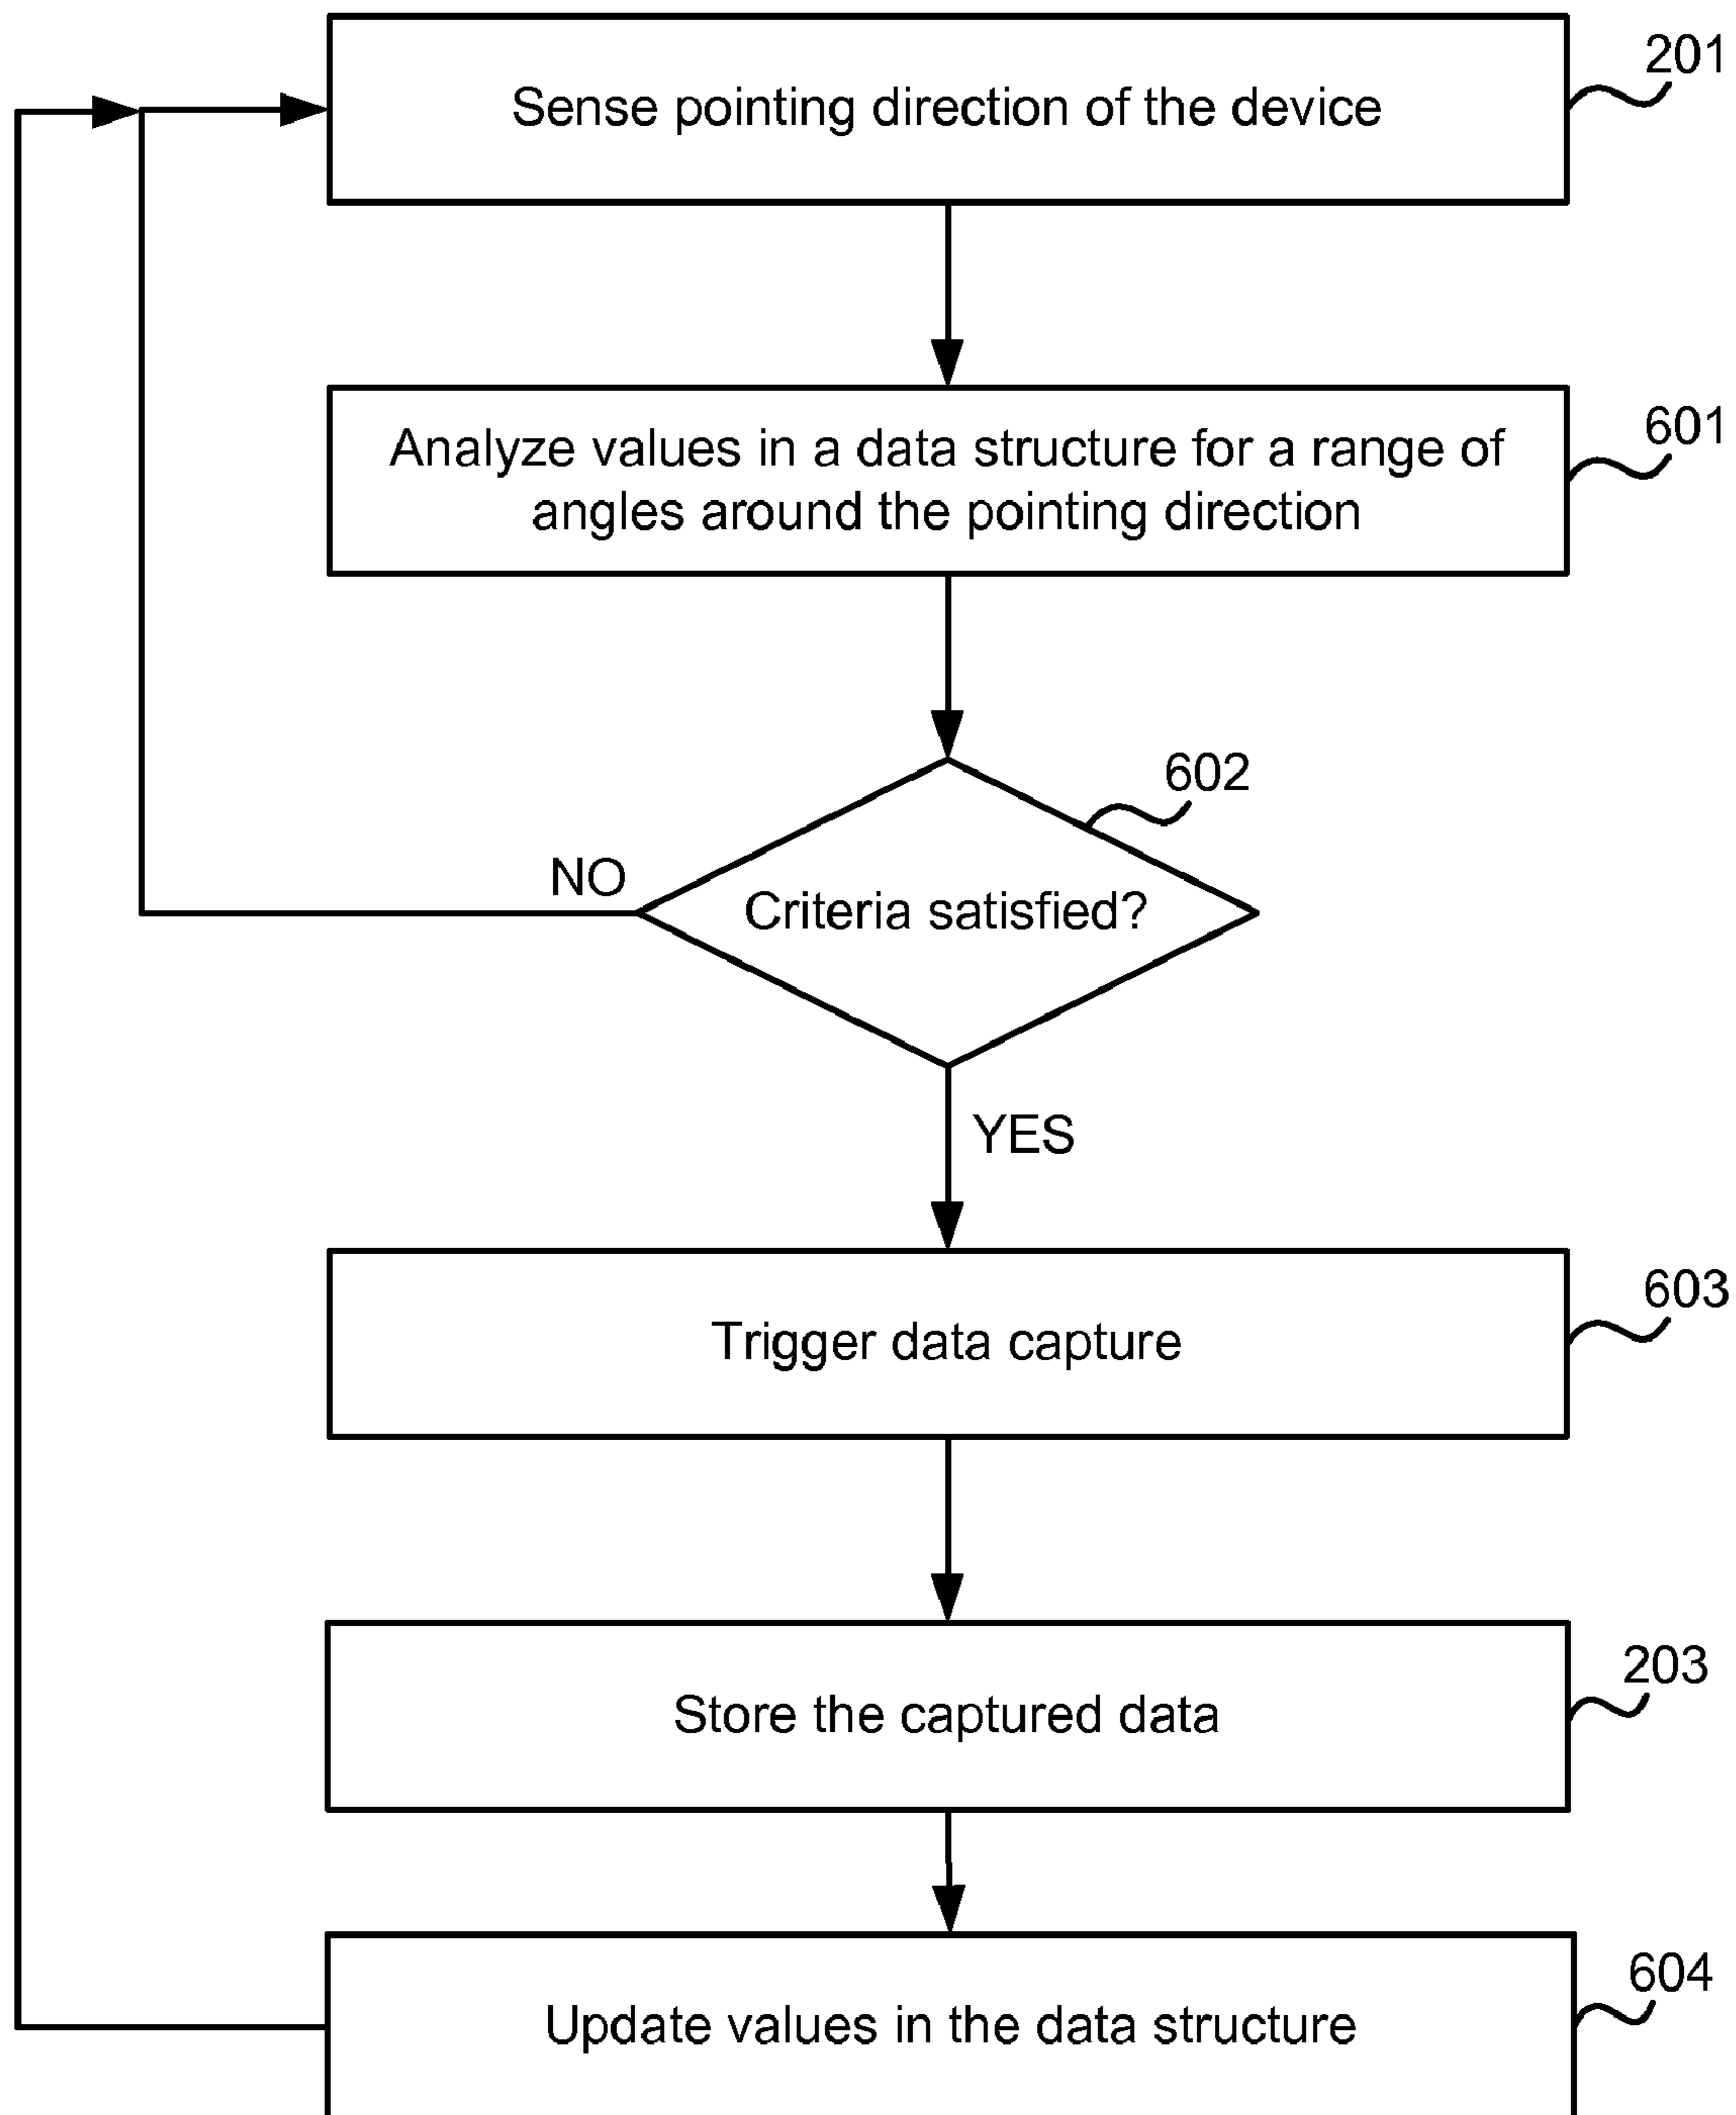 201
Sense pointing direction of the device
601
Analyze values in a data structure for a range of
angles around the pointing direction
602
NO
Criteria satisfied?
YES
603
Trigger data capture
203
Store the captured data
604
Update values in the data structure